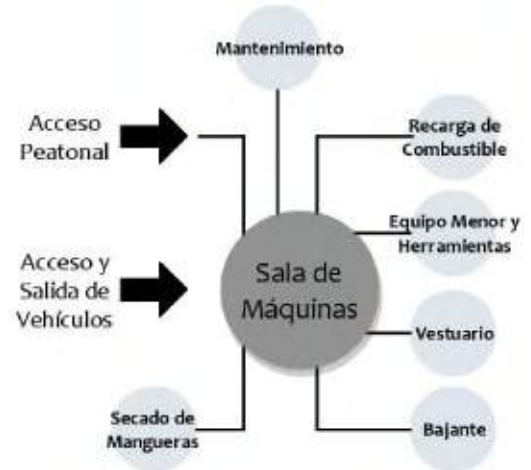 Mantenimiento
Acceso
Peatonal
Recarga de
Combustible
Equipo Menor y
Herramientas
Acceso y
Salida de
Vehículos
Sala de
Máquinas
Vestuario
Secado de
Mangueras
Bajante